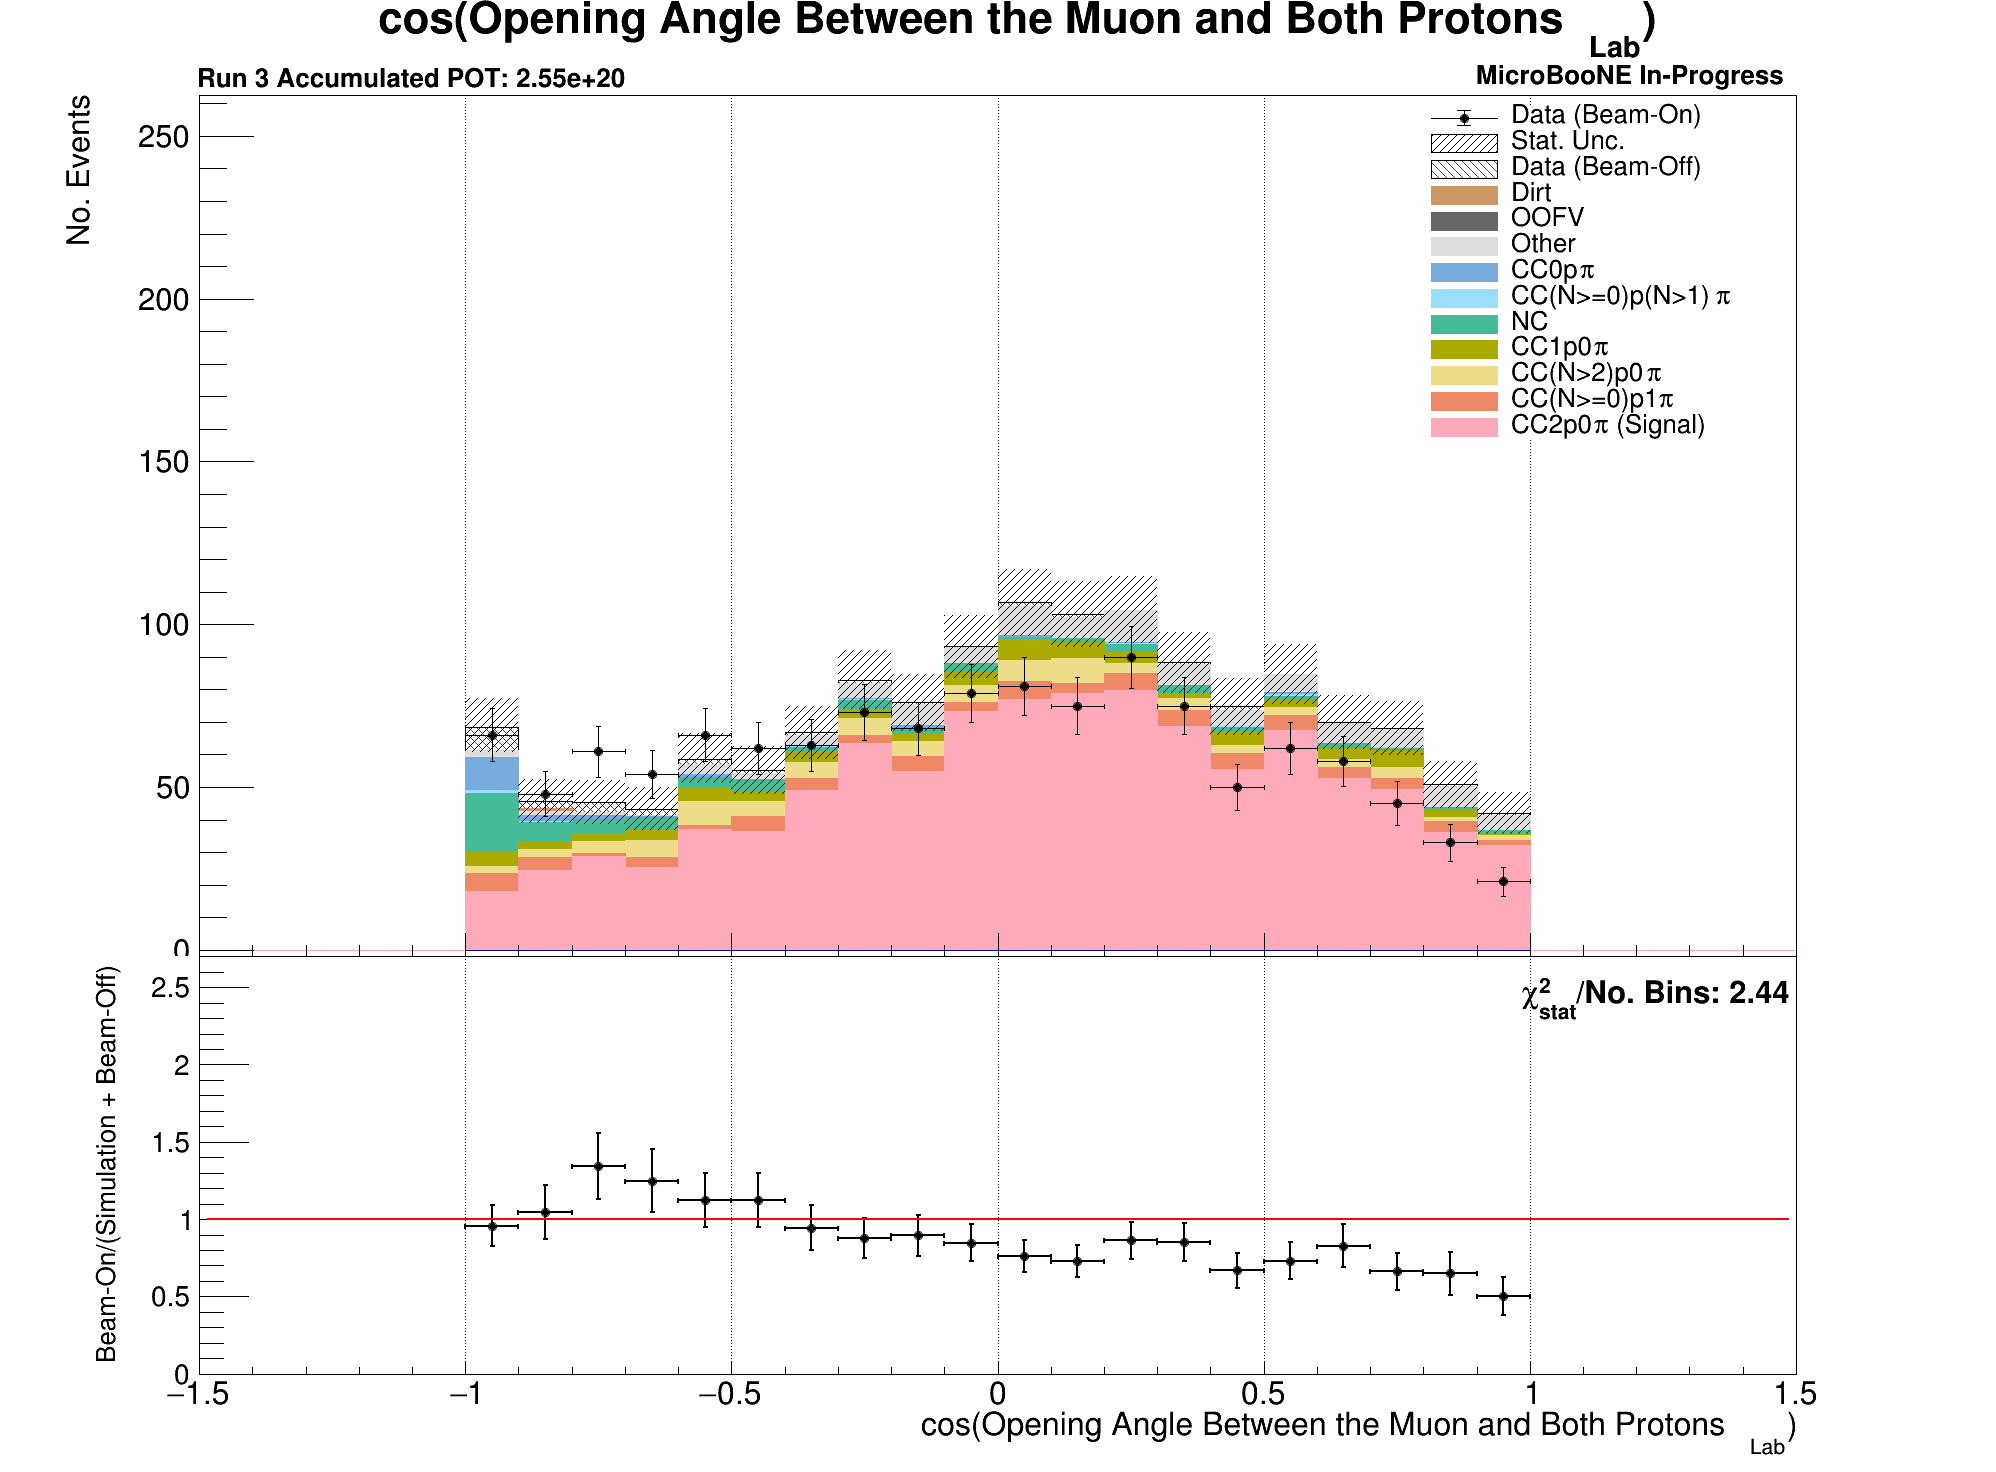 cos(Opening Angle Between the Muon and Both Protons Lab)
Run 3 Accumulated POT: 2.55e+20
MicroBooNE In-Progress
No. Events
250
200
150
100
50
0
Data (Beam-On)
Stat. Unc.
Data (Beam-Off)
Dirt
OOFV
Other
CC0pπ
CC(N>=0)p(N>1) π
NC
CC1p0π
CC(N>2)p0π
CC(N>=0)p1π
CC2p0π (Signal)
Beam-On/(Simulation + Beam-Off)
2.5
2
1.5
1
0.5
0
χ²stat/No. Bins: 2.44
−1.5 −1 −0.5 0 0.5 1 1.5
cos(Opening Angle Between the Muon and Both Protons Lab)